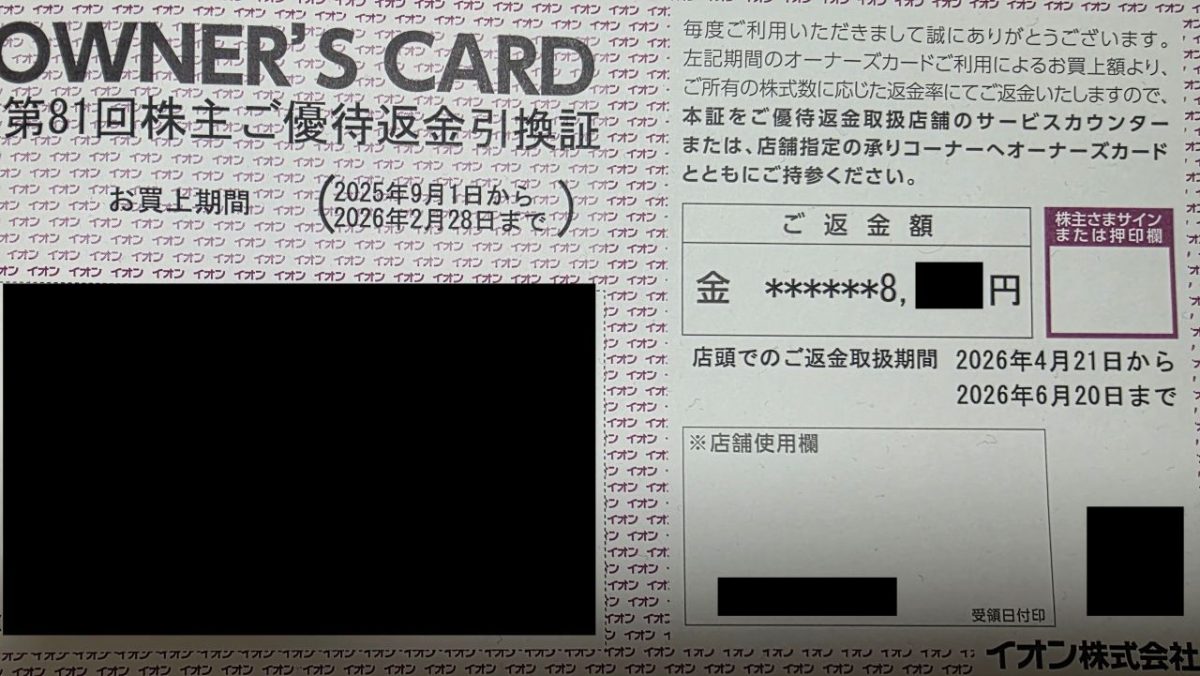 OWNER'S CARD
第81回株主ご優待返金引換証
お買上期間
(2025年9月1日から
2026年2月28日まで)
毎度ご利用いただきまして誠にありがとうございます。
左記期間のオーナーズカードご利用によるお買上額より、
ご所有の株式数に応じた返金率にてご返金いたしますので、
本証をご優待返金取扱店舗のサービスカウンター
または、店舗指定の承りコーナーへオーナーズカード
とともにご持参ください。
ご返金額
金 ******8, 円
株主さまサイン
または押印欄
店頭でのご返金取扱期間 2026年4月21日から
2026年6月20日まで
※店舗使用欄
受領日付印
イオン株式会社